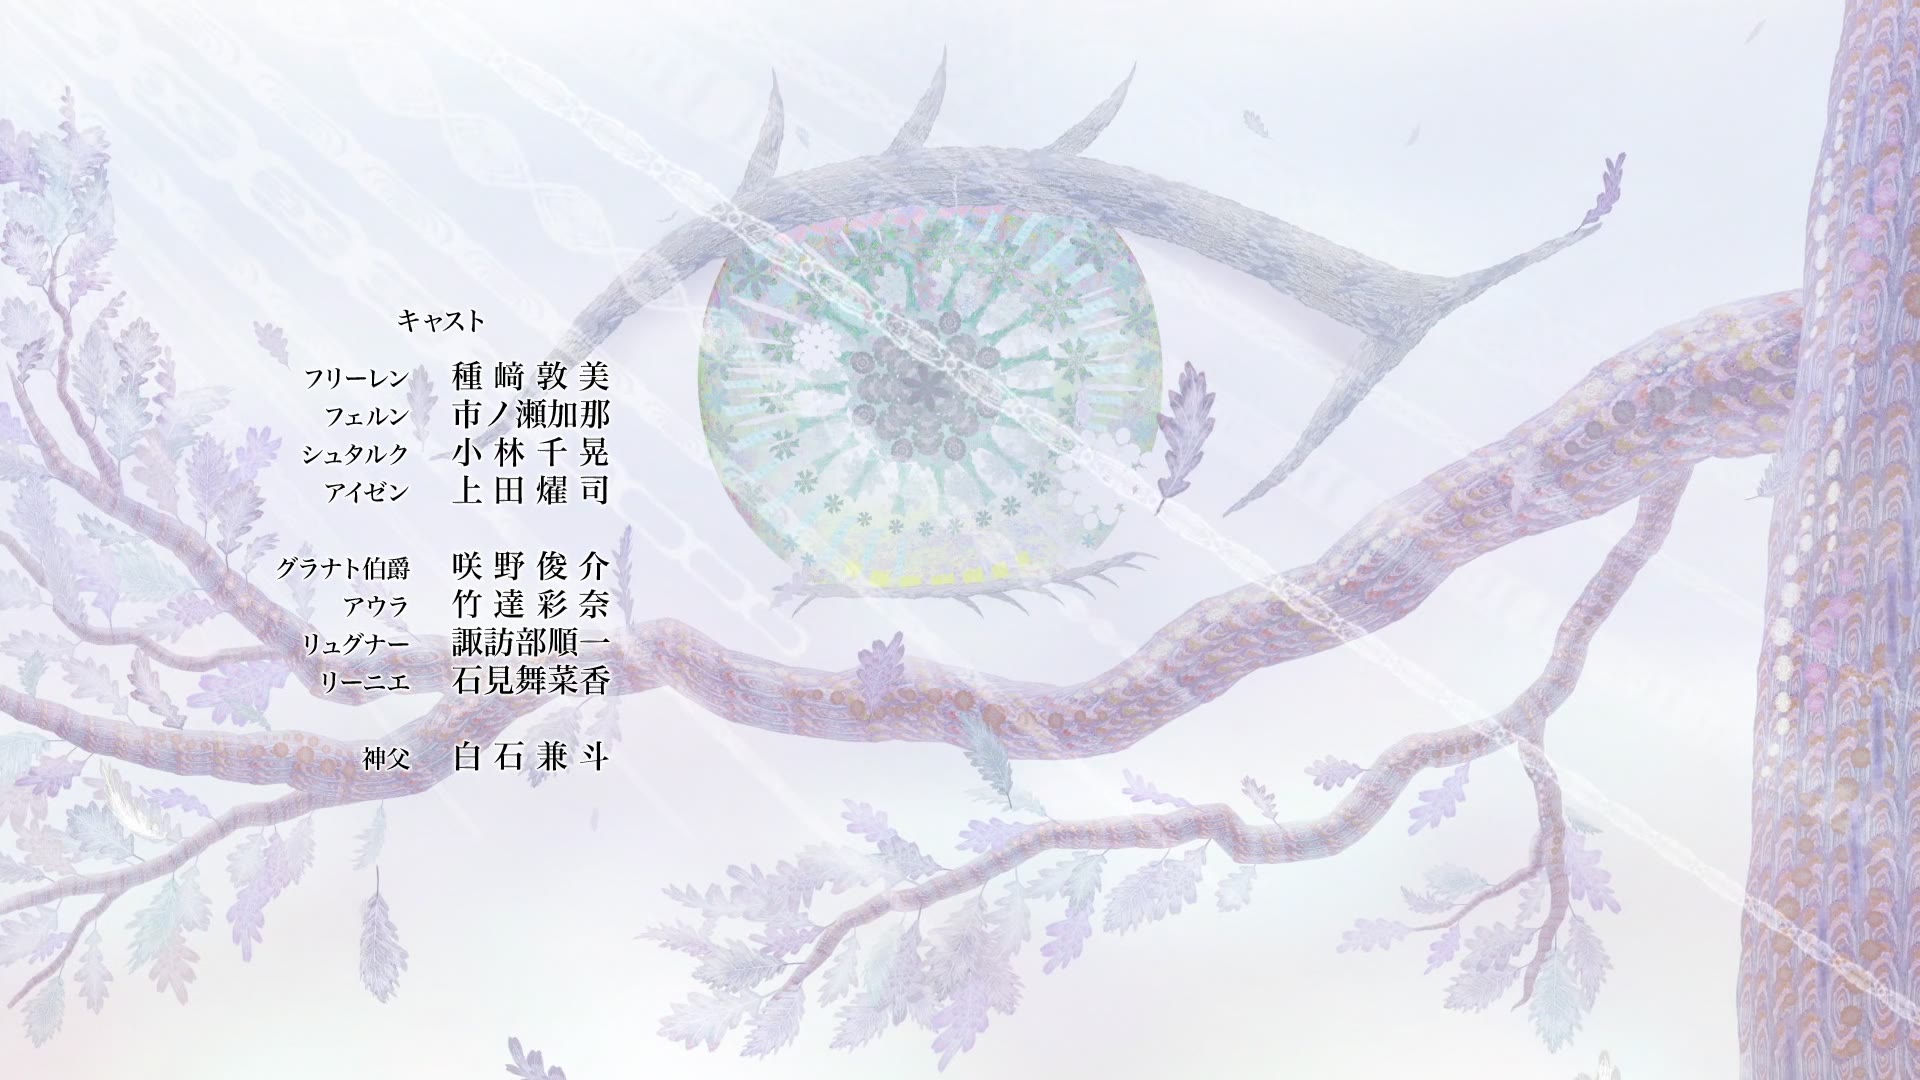 キャスト
フリーレン 種﨑敦美
フェルン 市ノ瀬加那
シュタルク 小林千晃
アイゼン 上田燿司
グラナト伯爵 咲野俊介
アウラ 竹達彩奈
リュグナー 諏訪部順一
リーニエ 石見舞菜香
神父 白石兼斗